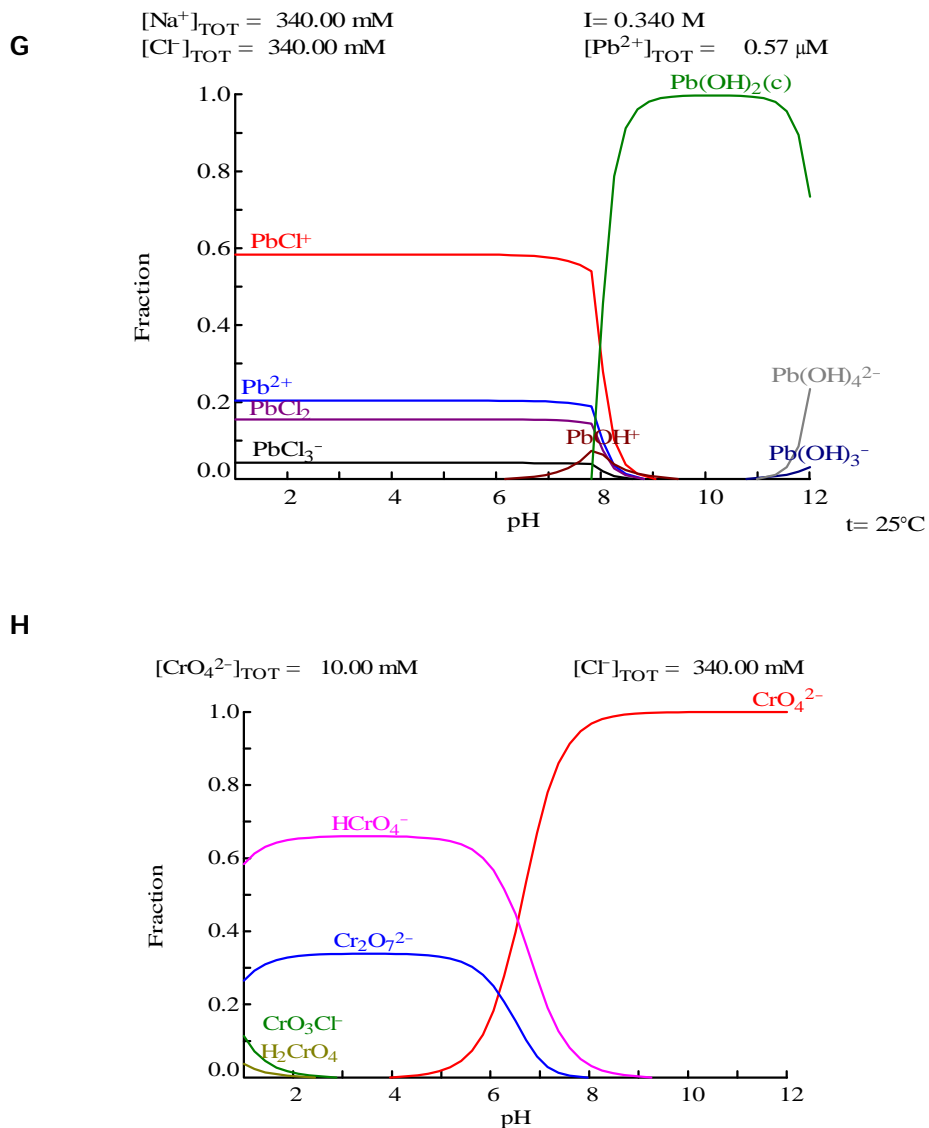 G
[Na⁺]TOT = 340.00 mM
I= 0.340 M
[Cl⁻]TOT = 340.00 mM
[Pb²⁺]TOT = 0.57 µM
Pb(OH)₂(c)
1.0
0.8
0.6
0.4
0.2
0.0
Fraction
PbCl⁺
Pb²⁺
PbCl₂
PbCl₃⁻
PbOH⁺
Pb(OH)₄²⁻
Pb(OH)₃⁻
2 4 6 8 10 12
pH
t= 25°C
H
[CrO₄²⁻]TOT = 10.00 mM
[Cl⁻]TOT = 340.00 mM
CrO₄²⁻
1.0
0.8
0.6
0.4
0.2
0.0
Fraction
HCrO₄⁻
Cr₂O₇²⁻
CrO₃Cl⁻
H₂CrO₄
2 4 6 8 10 12
pH